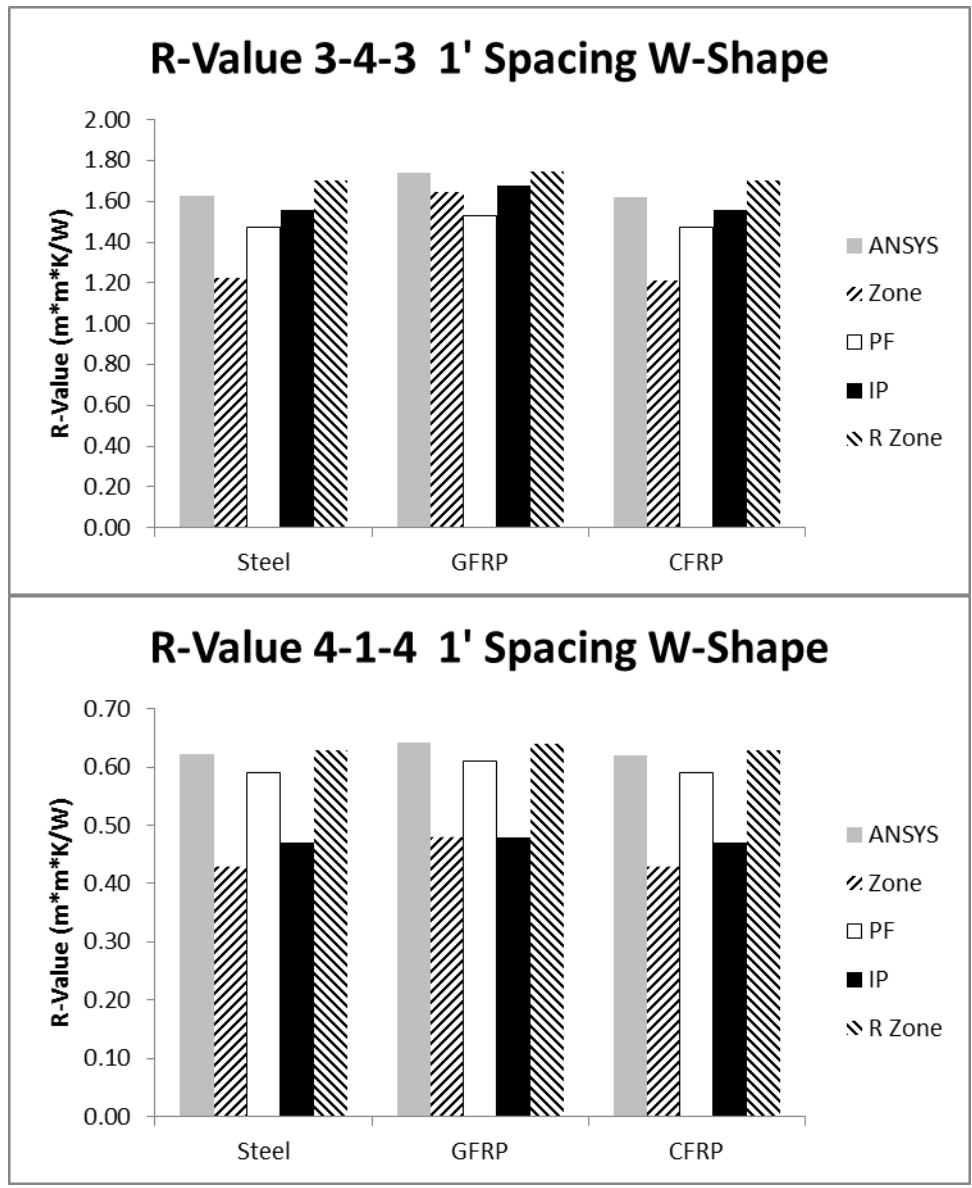 R-Value 3-4-3 1' Spacing W-Shape
R-Value (m*m*K/W)
2.00
1.80
1.60
1.40
1.20
1.00
0.80
0.60
0.40
0.20
0.00
Steel
GFRP
CFRP
ANSYS
Zone
PF
IP
R Zone
R-Value 4-1-4 1' Spacing W-Shape
R-Value (m*m*K/W)
0.70
0.60
0.50
0.40
0.30
0.20
0.10
0.00
Steel
GFRP
CFRP
ANSYS
Zone
PF
IP
R Zone